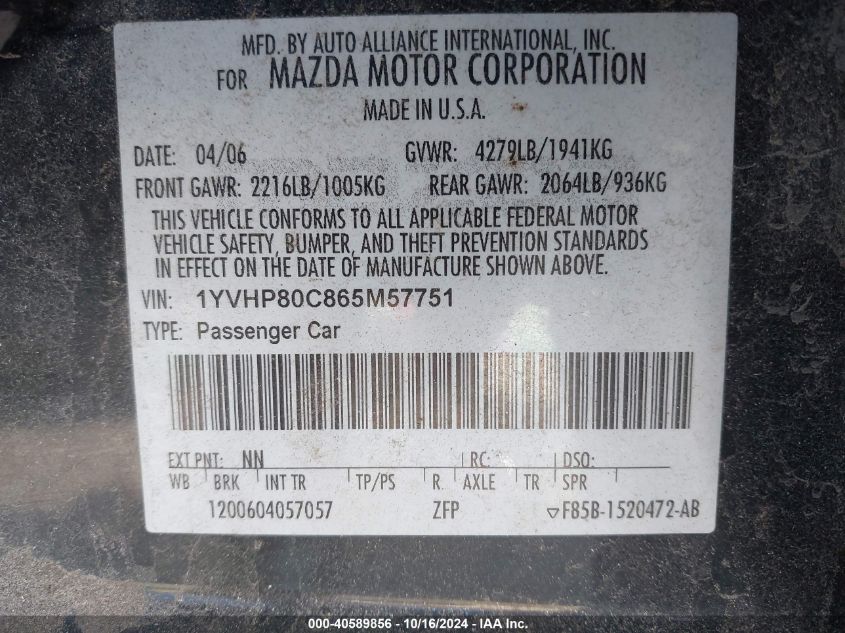 MFD. BY AUTO ALLIANCE INTERNATIONAL, INC.
FOR MAZDA MOTOR CORPORATION
MADE IN U.S.A.
DATE: 04/06 GVWR: 4279LB/1941KG
FRONT GAWR: 2216LB/1005KG REAR GAWR: 2064LB/936KG
THIS VEHICLE CONFORMS TO ALL APPLICABLE FEDERAL MOTOR
VEHICLE SAFETY, BUMPER, AND THEFT PREVENTION STANDARDS
IN EFFECT ON THE DATE OF MANUFACTURE SHOWN ABOVE.
VIN: 1YVHP80C865M57751
TYPE: Passenger Car
EXT PNT: NN RC: DSO:
WB BRK INT TR TP/PS R. AXLE TR SPR
1200604057057 ZFP ▽F85B-1520472-AB
000-40589856 - 10/16/2024 - IAA Inc.